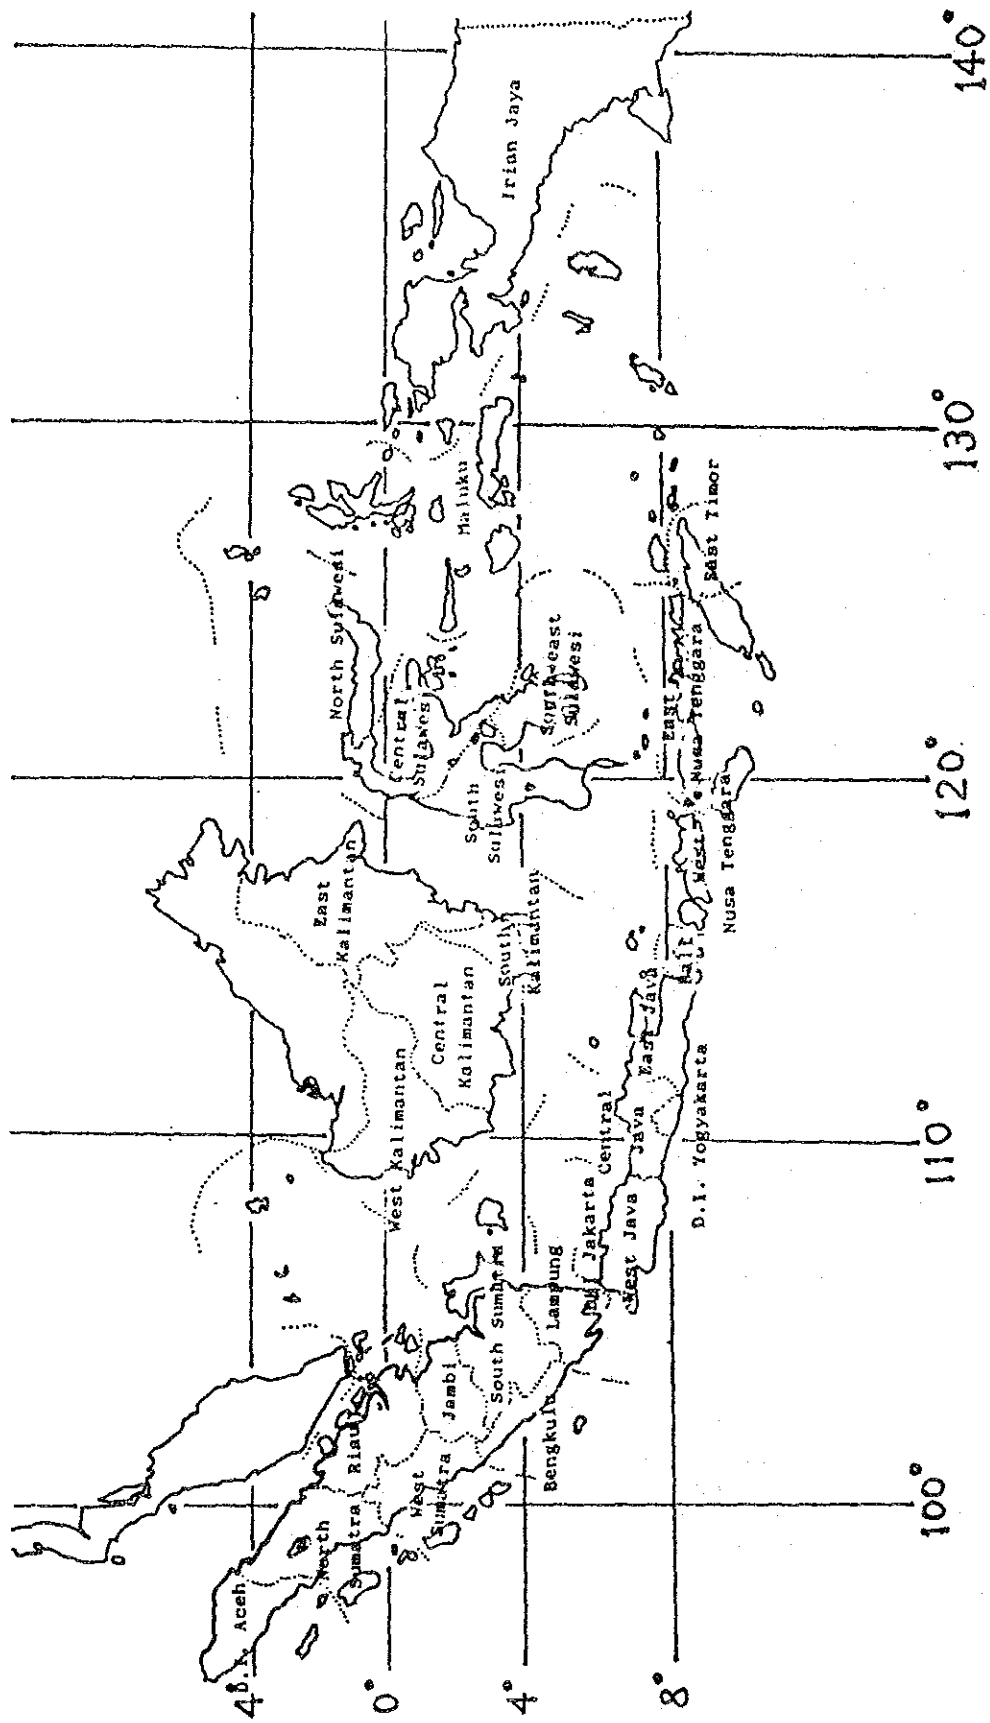 4°
0°
4°
8°
100°
110°
120°
130°
140°
D.I. Aceh
North
Sumatra
Riau
West
Sumatra
Jambi
South Sumatra
Bengkulu
Lampung
DKI Jakarta
West Java
Central
Java
D.I. Yogyakarta
East Java
Bali
West
Nusa Tenggara
East
Nusa Tenggara
East Timor
West Kalimantan
Central
Kalimantan
South
Kalimantan
East
Kalimantan
North Sulawesi
Central
Sulawesi
South
Sulawesi
South-east
Sulawesi
Maluku
Irian Jaya